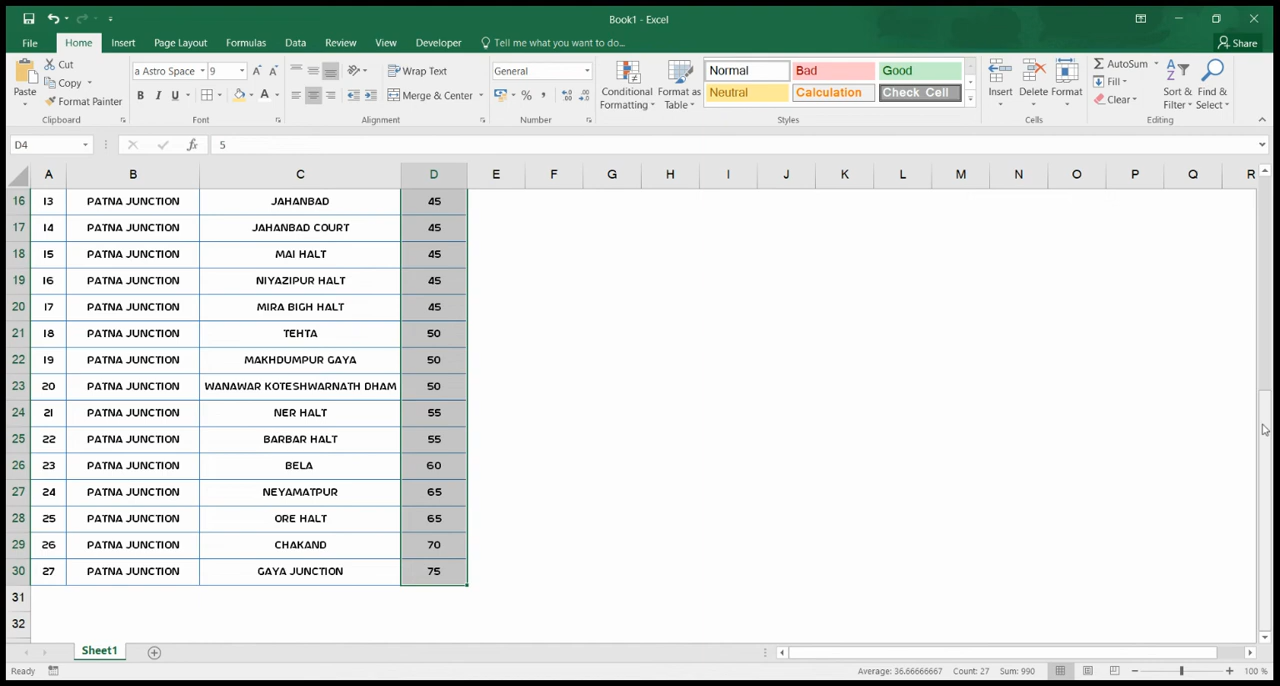 Book1 - Excel
File Home Insert Page Layout Formulas Data Review View Developer Tell me what you want to do... Share
Paste Cut Copy Format Painter Clipboard
a Astro Space 9 B I U A Font
Wrap Text Merge & Center Alignment
General % , Number
Conditional Formatting Format as Table Normal Bad Good Neutral Calculation Check Cell Styles
Insert Delete Format Cells
AutoSum Fill Clear Sort & Filter Find & Select Editing
D4 fx 5
A B C D E F G H I J K L M N O P Q R
16 13 PATNA JUNCTION JAHANBAD 45
17 14 PATNA JUNCTION JAHANBAD COURT 45
18 15 PATNA JUNCTION MAI HALT 45
19 16 PATNA JUNCTION NIYAZIPUR HALT 45
20 17 PATNA JUNCTION MIRA BIGH HALT 45
21 18 PATNA JUNCTION TEHTA 50
22 19 PATNA JUNCTION MAKHDUMPUR GAYA 50
23 20 PATNA JUNCTION WANAWAR KOTESHWARNATH DHAM 50
24 21 PATNA JUNCTION NER HALT 55
25 22 PATNA JUNCTION BARBAR HALT 55
26 23 PATNA JUNCTION BELA 60
27 24 PATNA JUNCTION NEYAMATPUR 65
28 25 PATNA JUNCTION ORE HALT 65
29 26 PATNA JUNCTION CHAKAND 70
30 27 PATNA JUNCTION GAYA JUNCTION 75
31
32
Sheet1
Ready Average: 36.66666667 Count: 27 Sum: 990 100 %